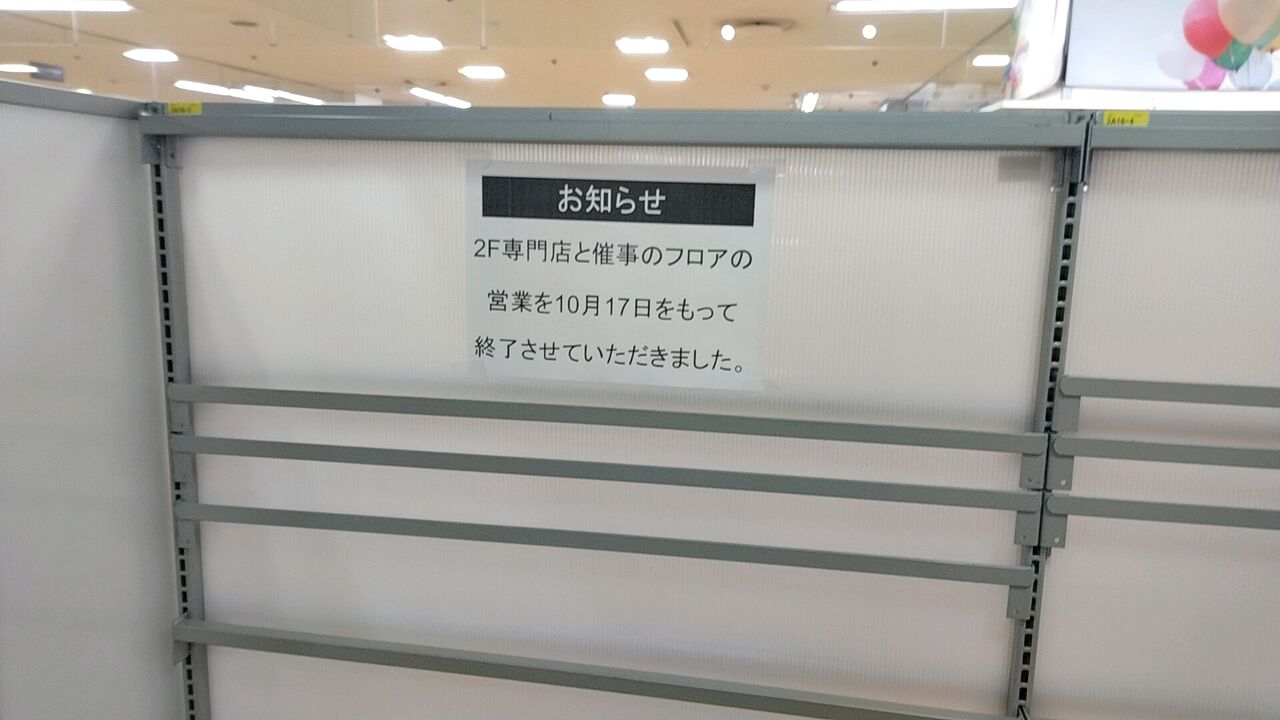 JA16-4
お知らせ
2F専門店と催事のフロアの
営業を10月17日をもって
終了させていただきました。